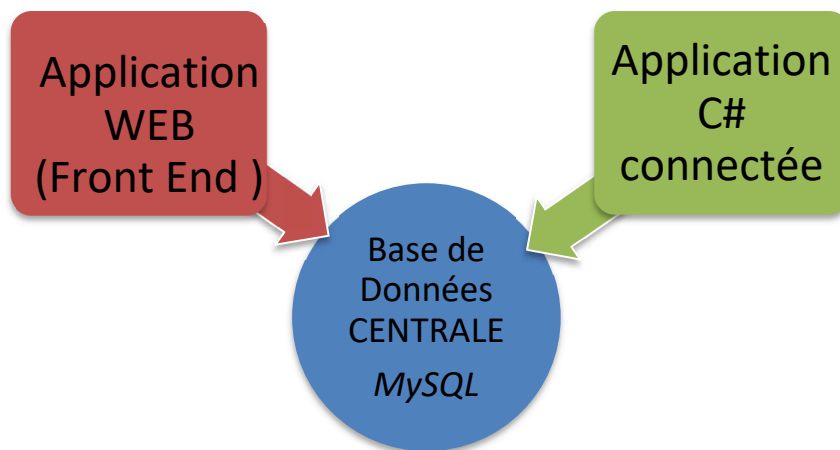 Application
WEB
(Front End )
Application
C#
connectée
Base de
Données
CENTRALE
MySQL